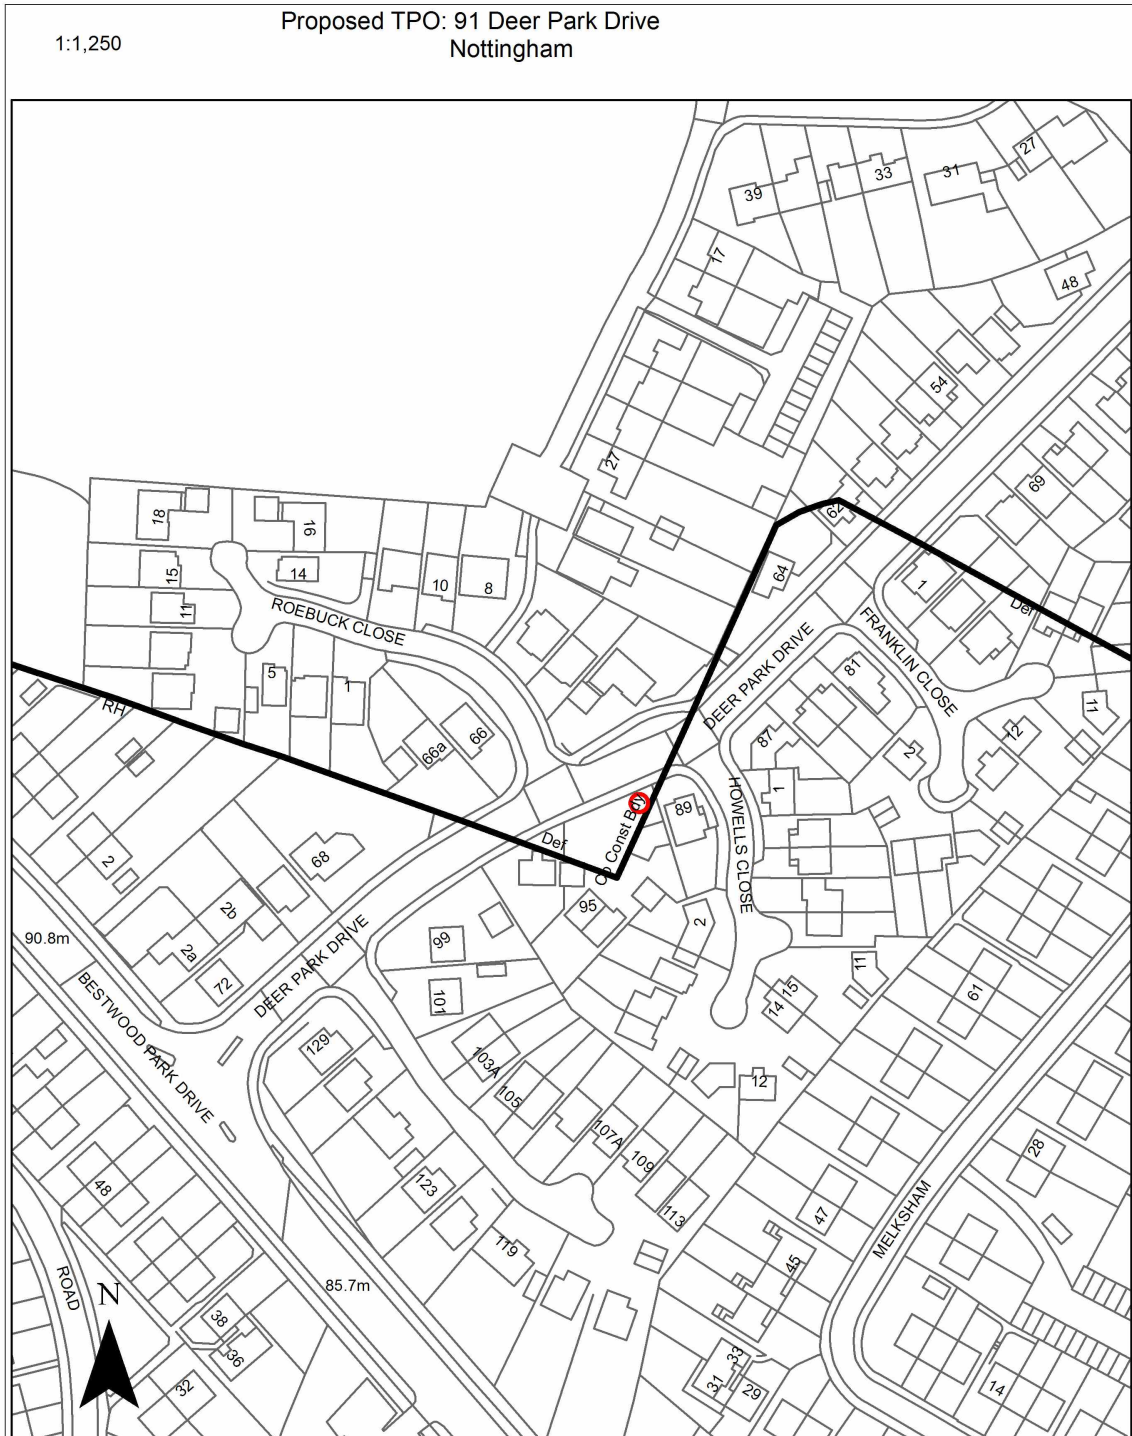 Proposed TPO: 91 Deer Park Drive
Nottingham
1:1,250
27
33
31
39
17
48
54
27
69
62
18
16
64
14
15
10
8
1
11
ROEBUCK CLOSE
FRANKLIN CLOSE
Def
DEER PARK DRIVE
81
5
1
11
RH
66
66a
87
2
12
1
HOWELLS CLOSE
89
Co Const Bdy
Def
2
68
95
2b
2
99
90.8m
2a
72
DEER PARK DRIVE
11
101
15
14
61
BESTWOOD PARK DRIVE
129
103A
12
105
107A
109
28
48
123
113
47
MELKSHAM
119
45
ROAD
85.7m
N
38
36
33
32
31
29
14